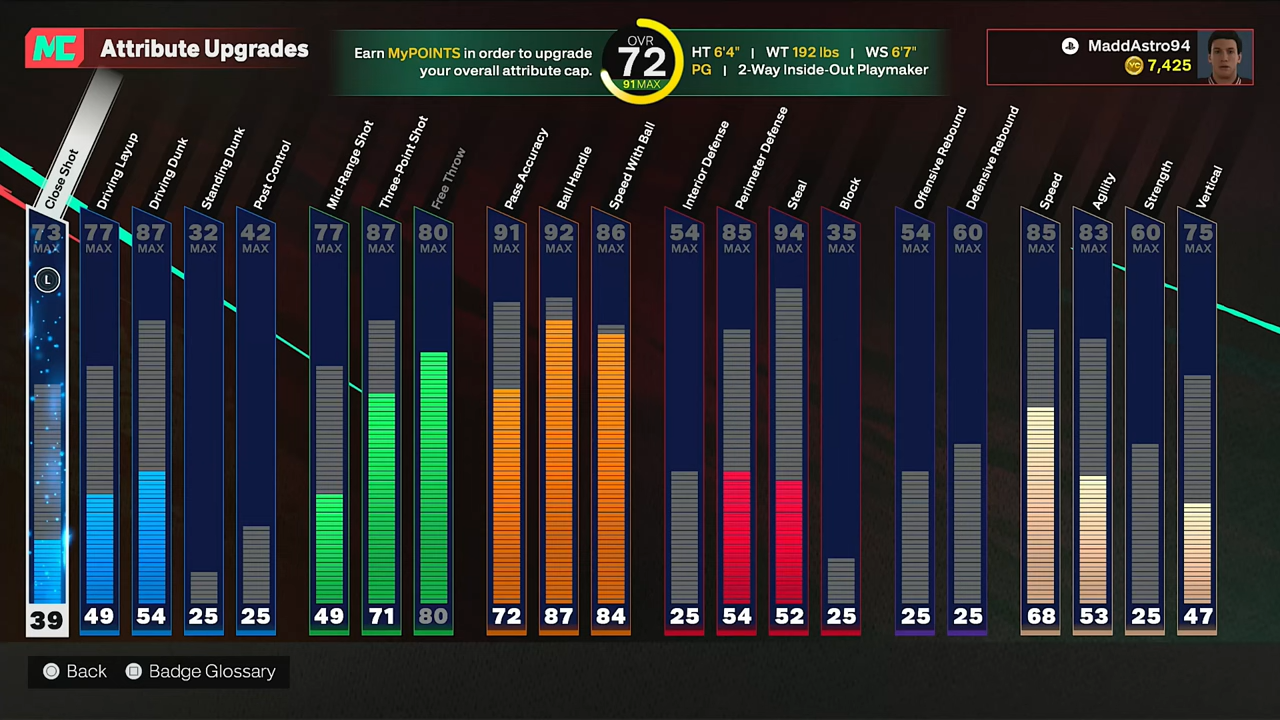 MC Attribute Upgrades
Earn MyPOINTS in order to upgrade
your overall attribute cap.
OVR
72
91 MAX
HT 6'4" | WT 192 lbs | WS 6'7"
PG | 2-Way Inside-Out Playmaker
MaddAstro94
VC 7,425
Close Shot
Driving Layup
Driving Dunk
Standing Dunk
Post Control
Mid-Range Shot
Three-Point Shot
Free Throw
Pass Accuracy
Ball Handle
Speed With Ball
Interior Defense
Perimeter Defense
Steal
Block
Offensive Rebound
Defensive Rebound
Speed
Agility
Strength
Vertical
73 77 87 32 42 77 87 80 91 92 86 54 85 94 35 54 60 85 83 60 75
MAX MAX MAX MAX MAX MAX MAX MAX MAX MAX MAX MAX MAX MAX MAX MAX MAX MAX MAX MAX MAX
L
39 49 54 25 25 49 71 80 72 87 84 25 54 52 25 25 25 68 53 25 47
Back Badge Glossary